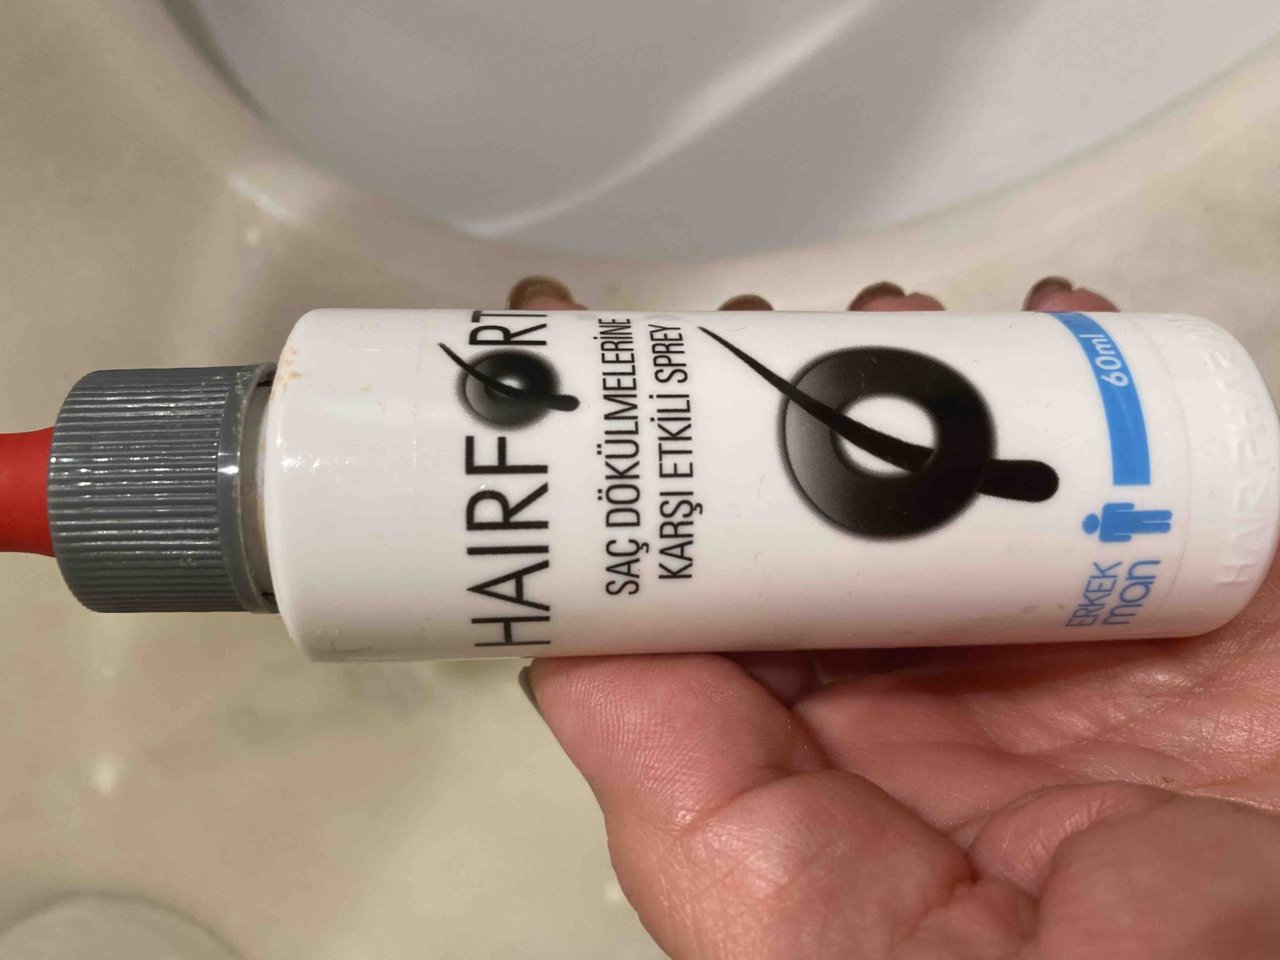 HAIRFORT
SAÇ DÖKÜLMELERİNE
KARŞI ETKİLİ SPREY
60ml
ERKEK
man